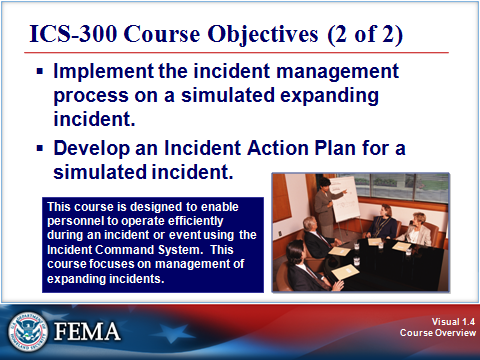 ICS-300 Course Objectives (2 of 2)
Implement the incident management
process on a simulated expanding
incident.
Develop an Incident Action Plan for a
simulated incident.
This course is designed to enable
personnel to operate efficiently
during an incident or event using the
Incident Command System.  This
course focuses on management of
expanding incidents.
FEMA
Visual 1.4
Course Overview